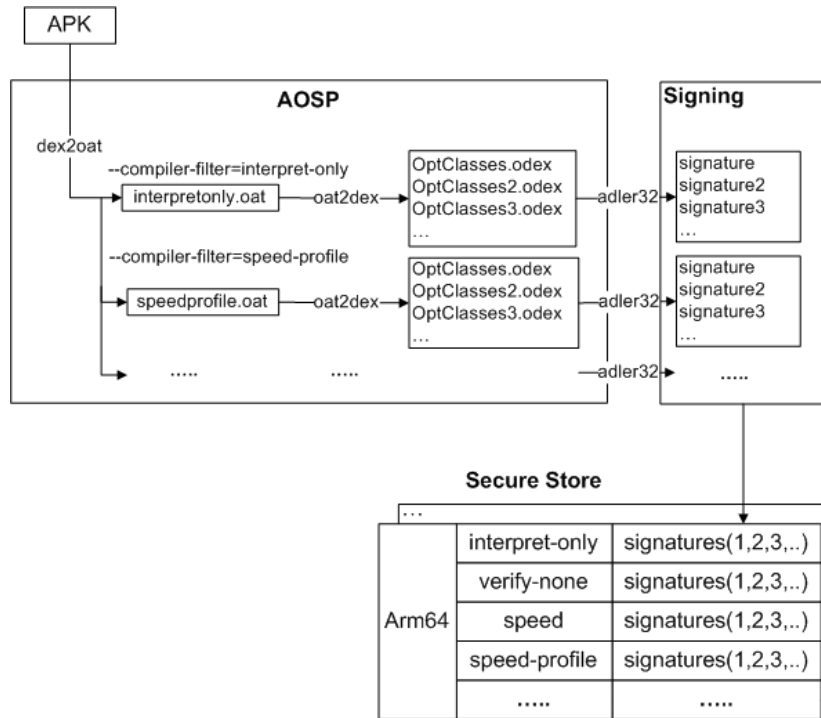 APK
AOSP
Signing
dex2oat
--compiler-filter=interpret-only
interpretonly.oat
oat2dex
OptClasses.odex
OptClasses2.odex
OptClasses3.odex
...
adler32
signature
signature2
signature3
...
--compiler-filter=speed-profile
speedprofile.oat
oat2dex
OptClasses.odex
OptClasses2.odex
OptClasses3.odex
...
adler32
signature
signature2
signature3
...
.....
.....
adler32
.....
Secure Store
...
Arm64
interpret-only signatures(1,2,3,..)
verify-none signatures(1,2,3,..)
speed signatures(1,2,3,..)
speed-profile signatures(1,2,3,..)
..... .....